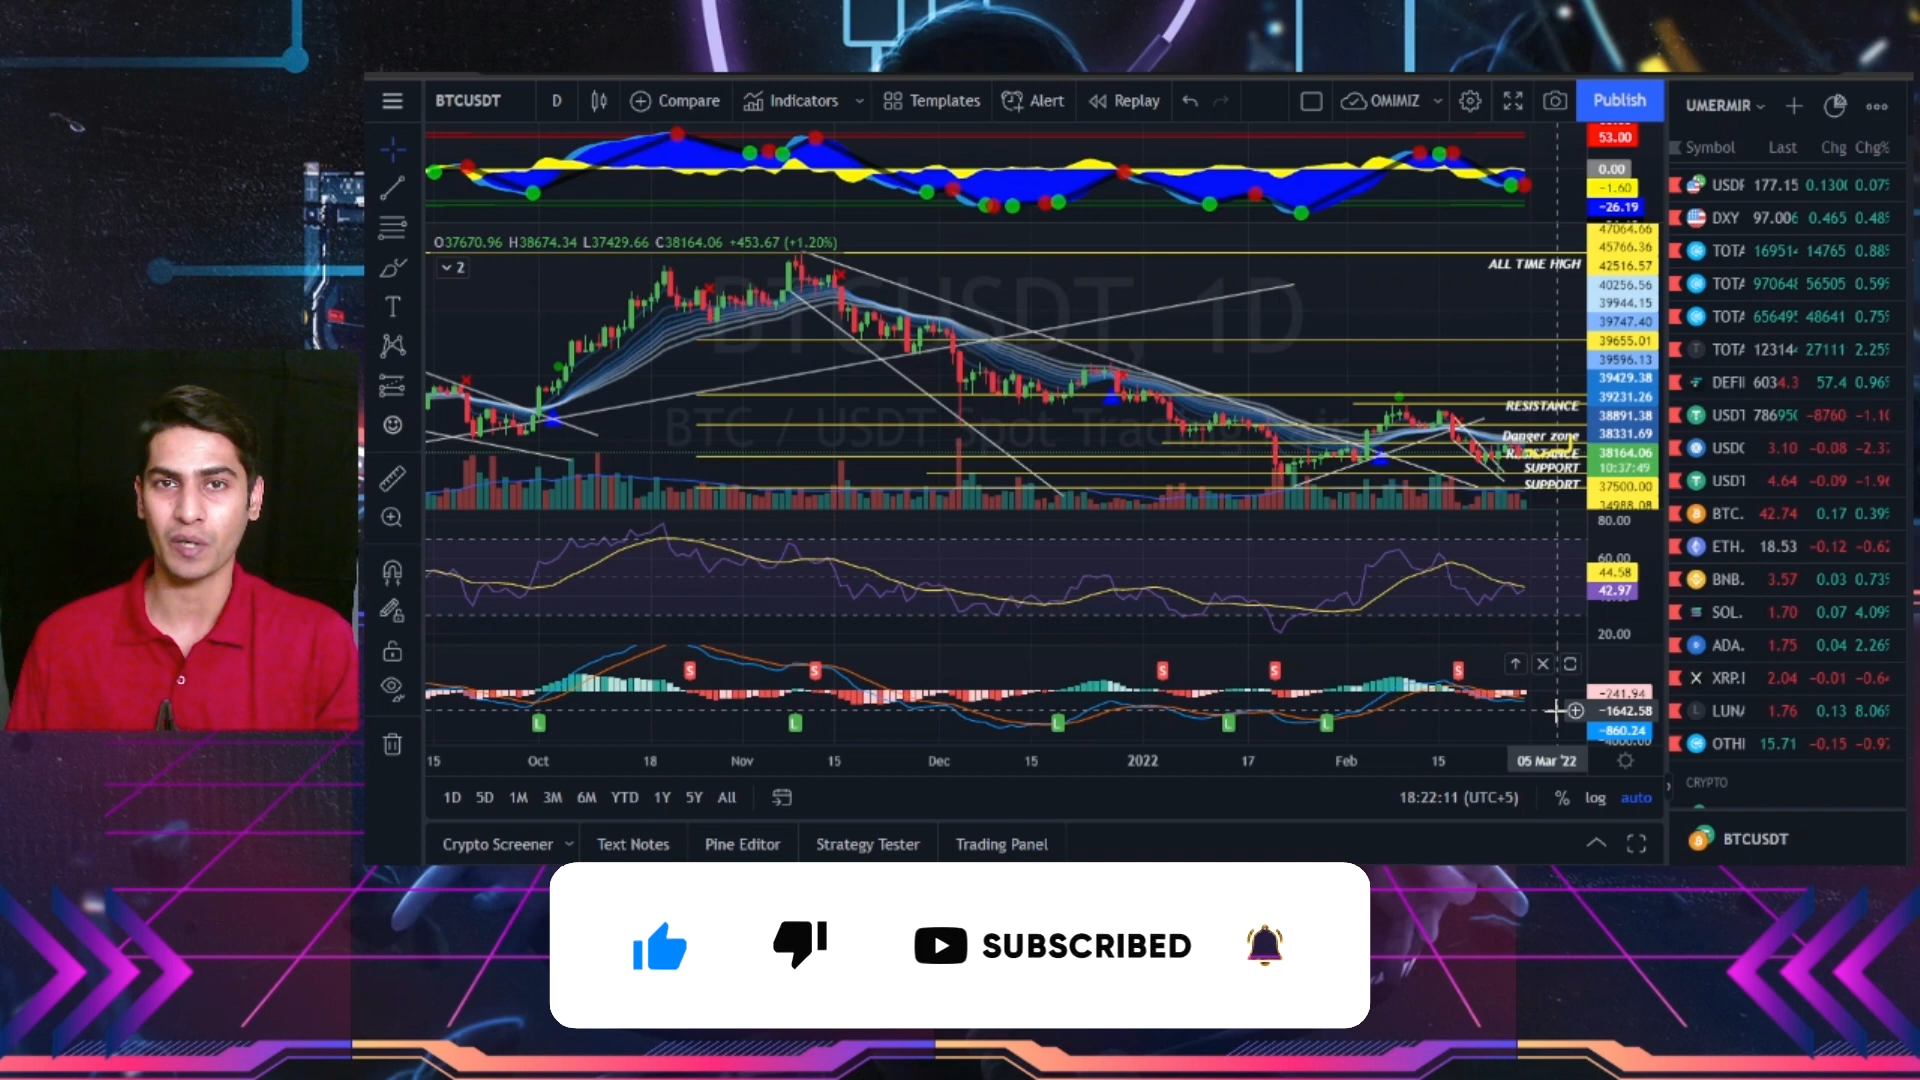 BTCUSDT D Compare Indicators Templates Alert Replay OMIMIZ Publish
UMERMIR
Symbol Last Chg Chg%
53.00
0.00
-1.60
-26.19
O37670.96 H38674.34 L37429.66 C38164.06 +453.67 (+1.20%)
2
BTCUSDT, 1D
ALL TIME HIGH
RESISTANCE
Danger zone
RESISTANCE
SUPPORT
SUPPORT
47064.66
45766.36
42516.57
40256.56
39944.15
39747.40
39655.01
39596.13
39429.38
39231.26
38891.38
38331.69
38164.06
10:37:49
37500.00
34988.08
80.00
60.00
44.58
42.97
20.00
S S S S S
L L L L L
-241.94
-1642.58
-860.24
15 Oct 18 Nov 15 Dec 15 2022 17 Feb 15 05 Mar '22
1D 5D 1M 3M 6M YTD 1Y 5Y All
18:22:11 (UTC+5) % log auto
Crypto Screener Text Notes Pine Editor Strategy Tester Trading Panel
DXY 97.006 0.465
BTC. 42.74 0.17
ETH. 18.53 -0.12
BNB. 3.57 0.03
SOL. 1.70 0.07
ADA. 1.75 0.04
XRP. 2.04 -0.01
1.76 0.13
OTHI 15.71 -0.15
CRYPTO
BTCUSDT
SUBSCRIBED